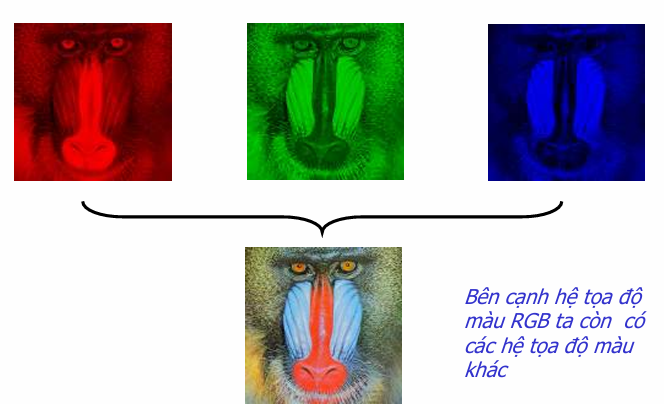 Bên cạnh hệ tọa độ
màu RGB ta còn có
các hệ tọa độ màu
khác